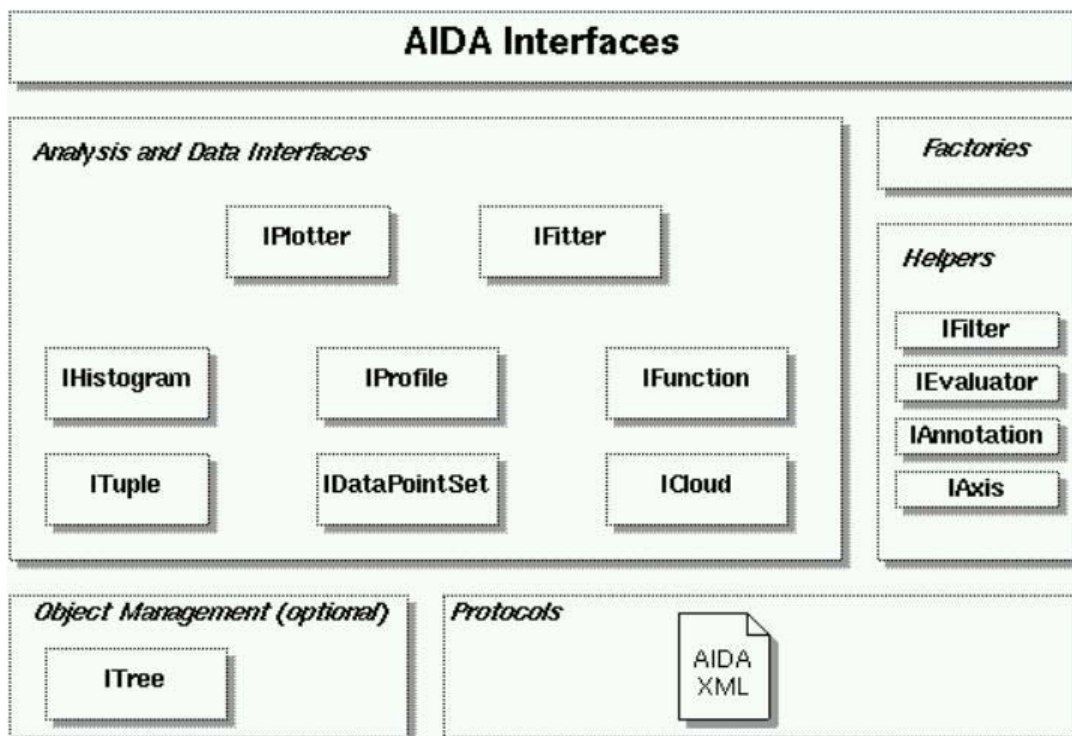 AIDA Interfaces
Analysis and Data Interfaces
IPlotter
IFitter
IHistogram
IProfile
IFunction
ITuple
IDataPointSet
ICloud
Factories
Helpers
IFilter
IEvaluator
IAnnotation
IAxis
Object Management (optional)
ITree
Protocols
AIDA
XML